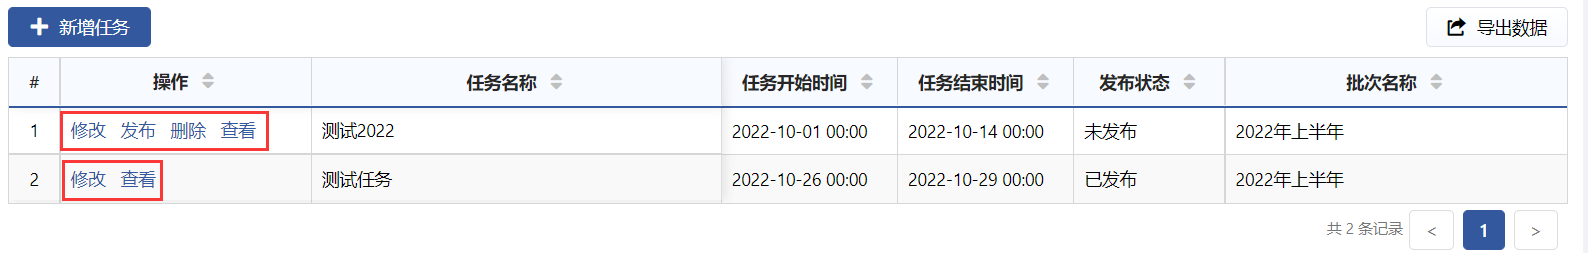 新增任务 导出数据
# 操作 任务名称 任务开始时间 任务结束时间 发布状态 批次名称
1 修改 发布 删除 查看 测试2022 2022-10-01 00:00 2022-10-14 00:00 未发布 2022年上半年
2 修改 查看 测试任务 2022-10-26 00:00 2022-10-29 00:00 已发布 2022年上半年
共 2 条记录 < 1 >